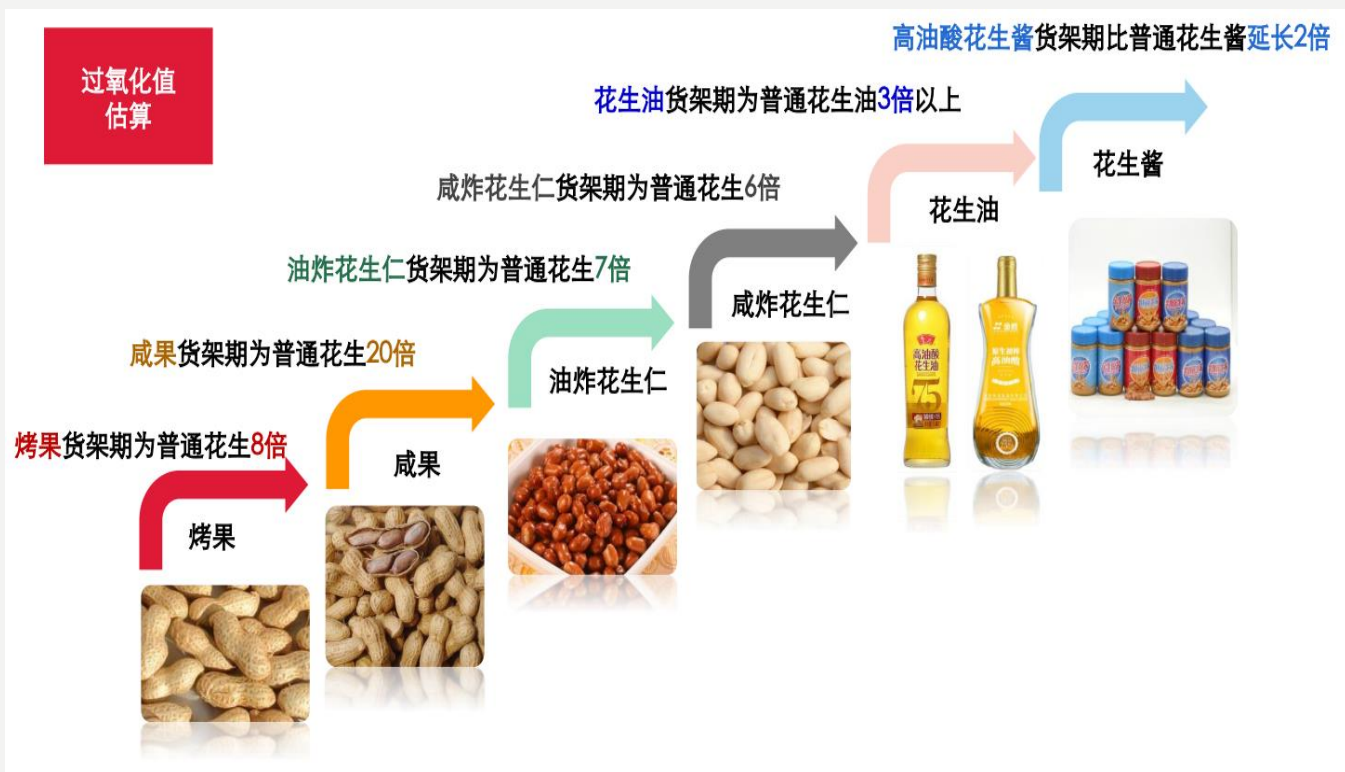 高油酸花生酱货架期比普通花生酱延长2倍
过氧化值
估算
花生油货架期为普通花生油3倍以上
花生酱
咸炸花生仁货架期为普通花生6倍
花生油
油炸花生仁货架期为普通花生7倍
咸炸花生仁
咸果货架期为普通花生20倍
油炸花生仁
烤果货架期为普通花生8倍
咸果
烤果
高油酸
花生油
75